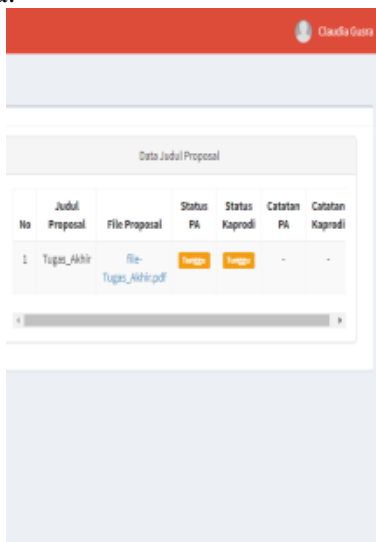 Claudia Gusra
Data Judul Proposal
No Judul Proposal File Proposal Status PA Status Kaprodi Catatan PA Catatan Kaprodi
1 Tugas_Akhir file-Tugas_Akhir.pdf Tunggu Tunggu - -